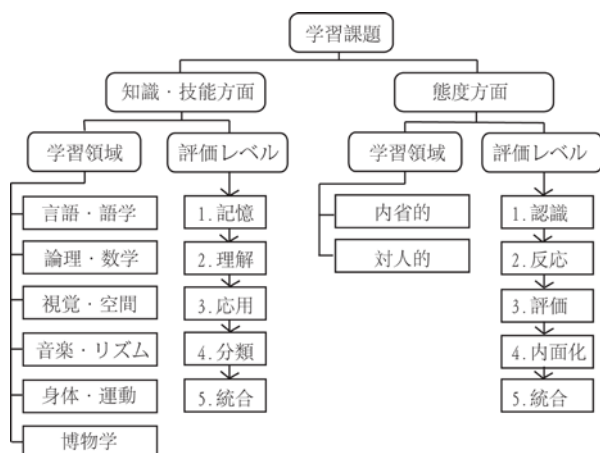 学習課題
知識・技能方面
態度方面
学習領域
評価レベル
学習領域
評価レベル
言語・語学
論理・数学
視覚・空間
音楽・リズム
身体・運動
博物学
1.記憶
2.理解
3.応用
4.分類
5.統合
内省的
対人的
1.認識
2.反応
3.評価
4.内面化
5.統合